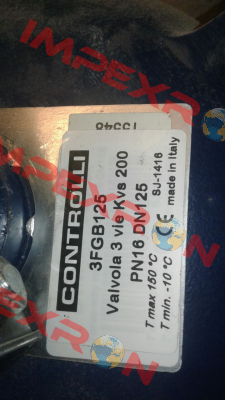 IMPEXRON
CONTROLLI
3FGB125
Valvola 3 vie Kvs 200
PN16 DN125
SJ-1416
T max 150 °C
T min. -10 °C
CE made in Italy